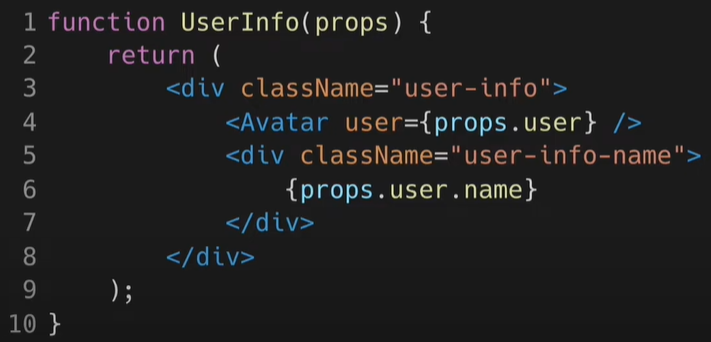 1 function UserInfo(props) {
2     return (
3         <div className="user-info">
4             <Avatar user={props.user} />
5             <div className="user-info-name">
6                 {props.user.name}
7             </div>
8         </div>
9     );
10 }